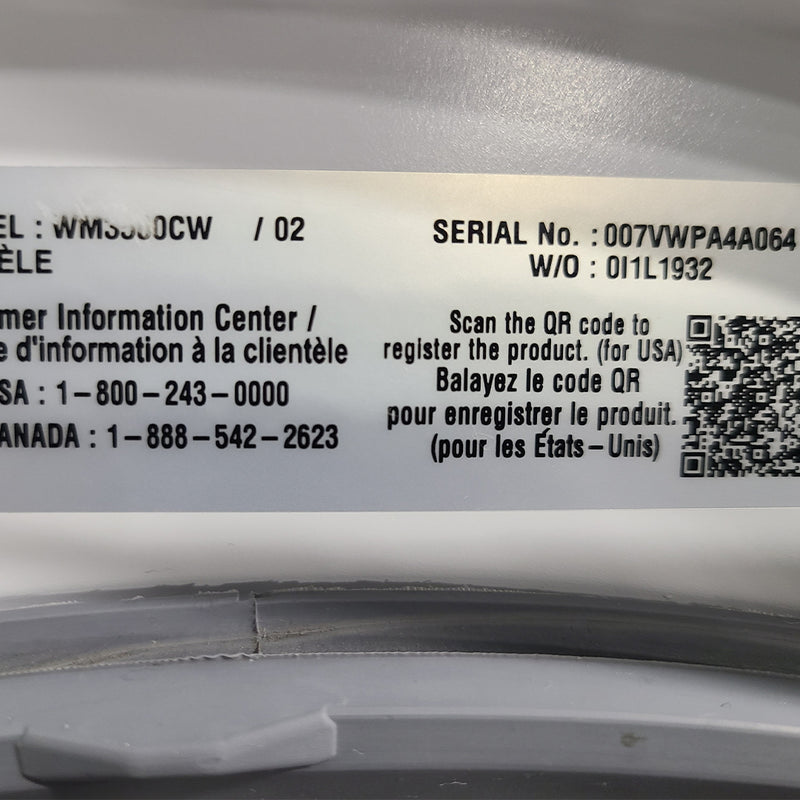 EL : / 02
ÈLE
mer Information Center /
e d'information à la clientèle
SA : 1-800-243-0000
ANADA : 1-888-542-2623
SERIAL No. : 007VWPA4A064
W/O : 0I1L1932
Scan the QR code to
register the product. (for USA)
Balayez le code QR
pour enregistrer le produit.
(pour les États-Unis)